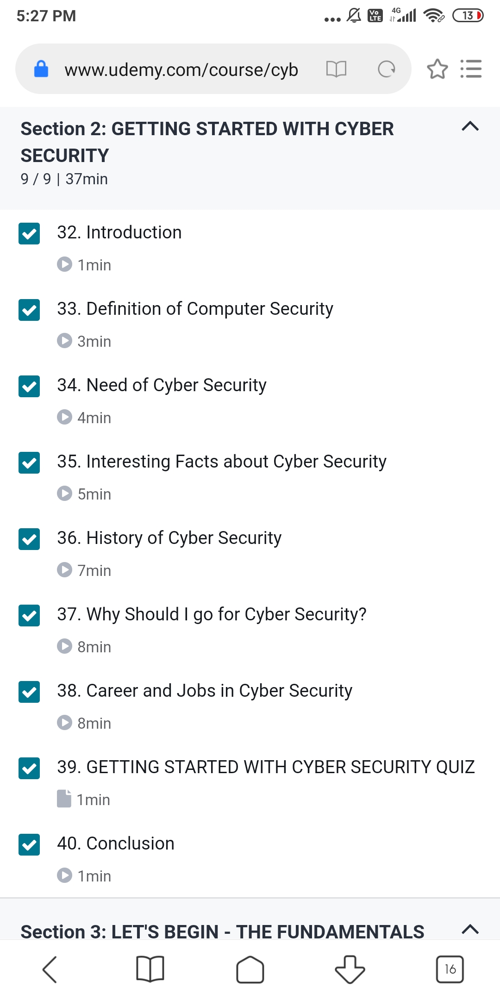 5:27 PM
... Vo LTE 4G 13
www.udemy.com/course/cyb
Section 2: GETTING STARTED WITH CYBER
SECURITY
9 / 9 | 37min
32. Introduction
1min
33. Definition of Computer Security
3min
34. Need of Cyber Security
4min
35. Interesting Facts about Cyber Security
5min
36. History of Cyber Security
7min
37. Why Should I go for Cyber Security?
8min
38. Career and Jobs in Cyber Security
8min
39. GETTING STARTED WITH CYBER SECURITY QUIZ
1min
40. Conclusion
1min
Section 3: LET'S BEGIN - THE FUNDAMENTALS
16